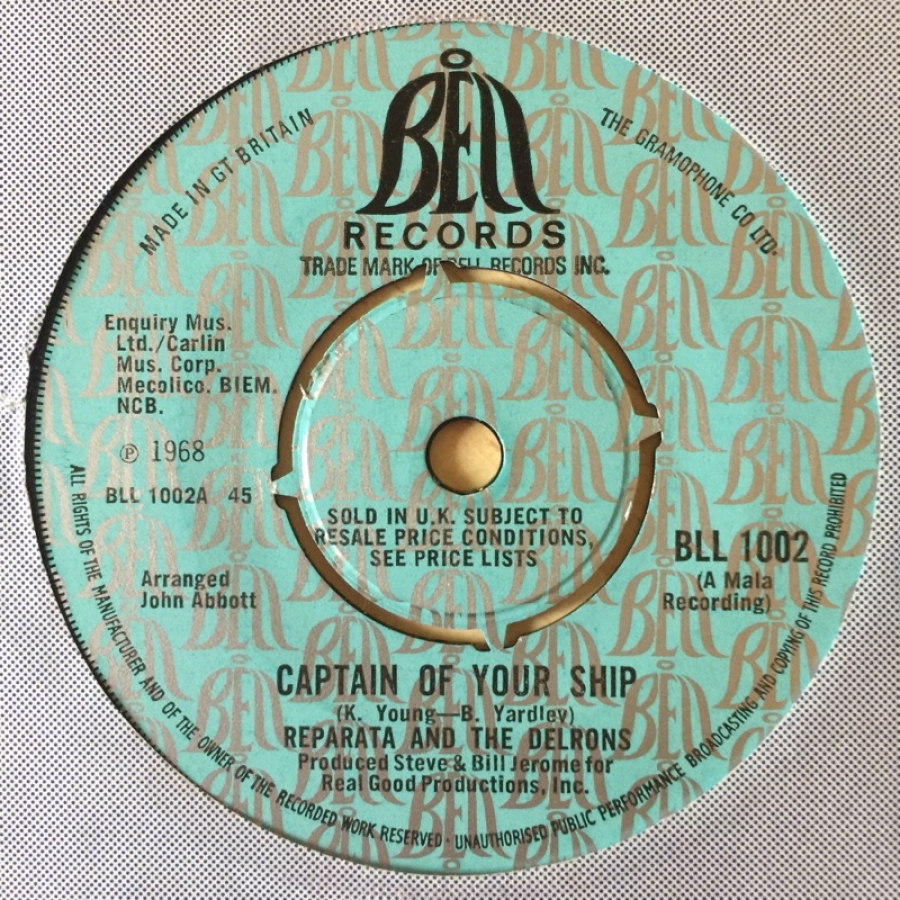 BELL
RECORDS
TRADE MARK OF BELL RECORDS INC.
MADE IN GT BRITAIN
THE GRAMOPHONE CO LTD.
Enquiry Mus.
Ltd./Carlin
Mus. Corp.
Mecolico. BIEM.
NCB.
℗ 1968
BLL 1002A 45
Arranged
John Abbott
SOLD IN U.K. SUBJECT TO
RESALE PRICE CONDITIONS,
SEE PRICE LISTS
BLL 1002
(A Mala
Recording)
CAPTAIN OF YOUR SHIP
(K. Young—B. Yardley)
REPARATA AND THE DELRONS
Produced Steve & Bill Jerome for
Real Good Productions, Inc.
ALL RIGHTS OF THE MANUFACTURER AND OF THE OWNER OF THE RECORDED WORK RESERVED · UNAUTHORISED PUBLIC PERFORMANCE BROADCASTING AND COPYING OF THIS RECORD PROHIBITED